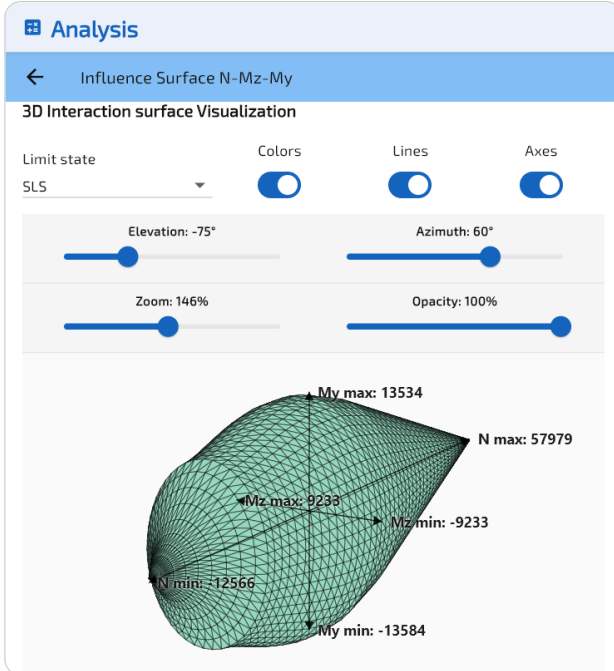 Analysis
Influence Surface N-Mz-My
3D Interaction surface Visualization
Limit state
Colors
Lines
Axes
SLS
Elevation: -75°
Azimuth: 60°
Zoom: 146%
Opacity: 100%
My max: 13534
N max: 57979
Mz max: 9233
Mz min: -9233
N min: -12566
My min: -13584